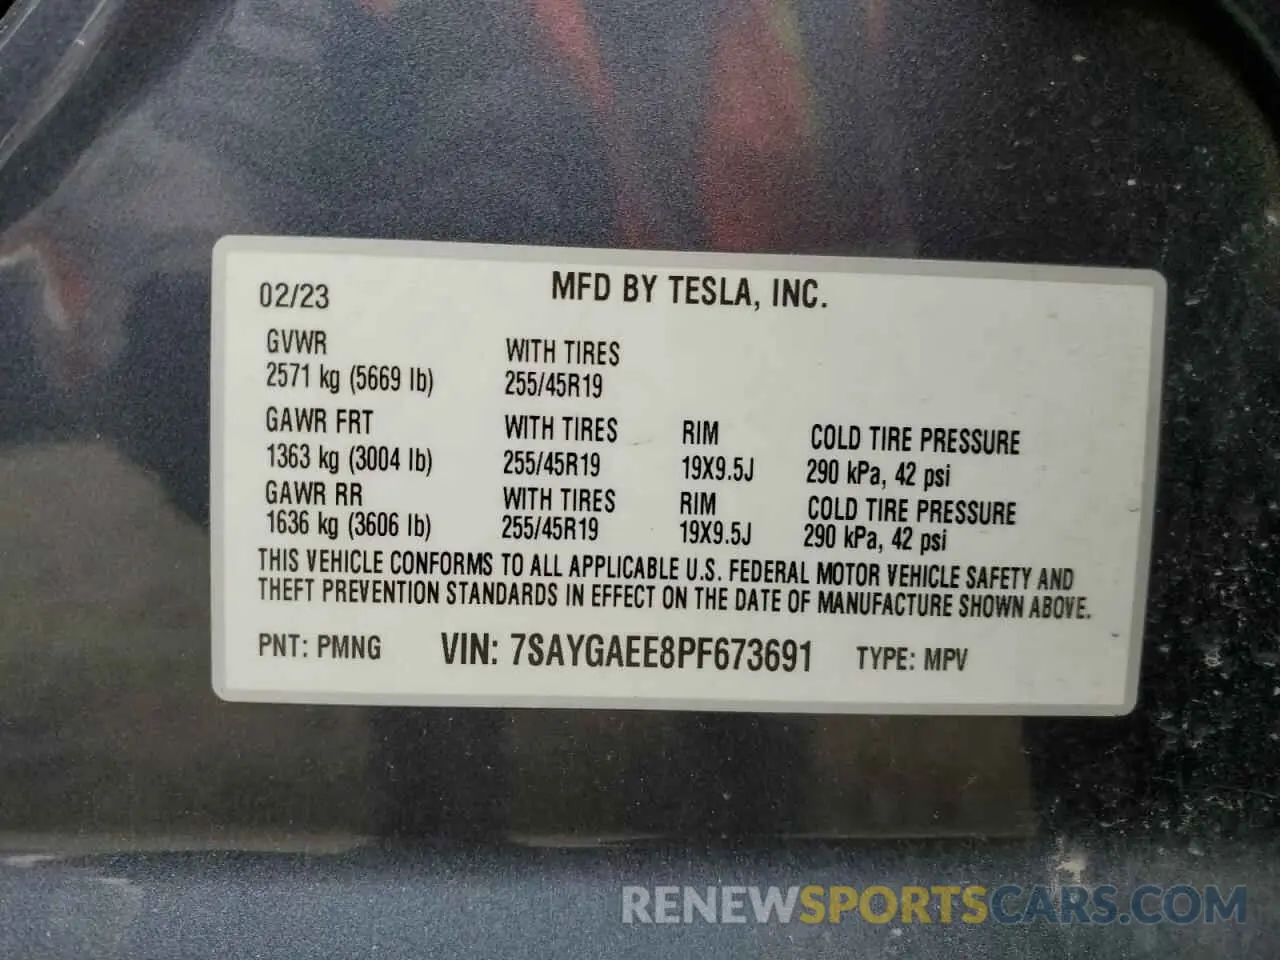 02/23 MFD BY TESLA, INC.
GVWR WITH TIRES
2571 kg (5669 lb) 255/45R19
GAWR FRT WITH TIRES RIM COLD TIRE PRESSURE
1363 kg (3004 lb) 255/45R19 19X9.5J 290 kPa, 42 psi
GAWR RR WITH TIRES RIM COLD TIRE PRESSURE
1636 kg (3606 lb) 255/45R19 19X9.5J 290 kPa, 42 psi
THIS VEHICLE CONFORMS TO ALL APPLICABLE U.S. FEDERAL MOTOR VEHICLE SAFETY AND
THEFT PREVENTION STANDARDS IN EFFECT ON THE DATE OF MANUFACTURE SHOWN ABOVE.
PNT: PMNG VIN: 7SAYGAEE8PF673691 TYPE: MPV
RENEWSPORTSCARS.COM